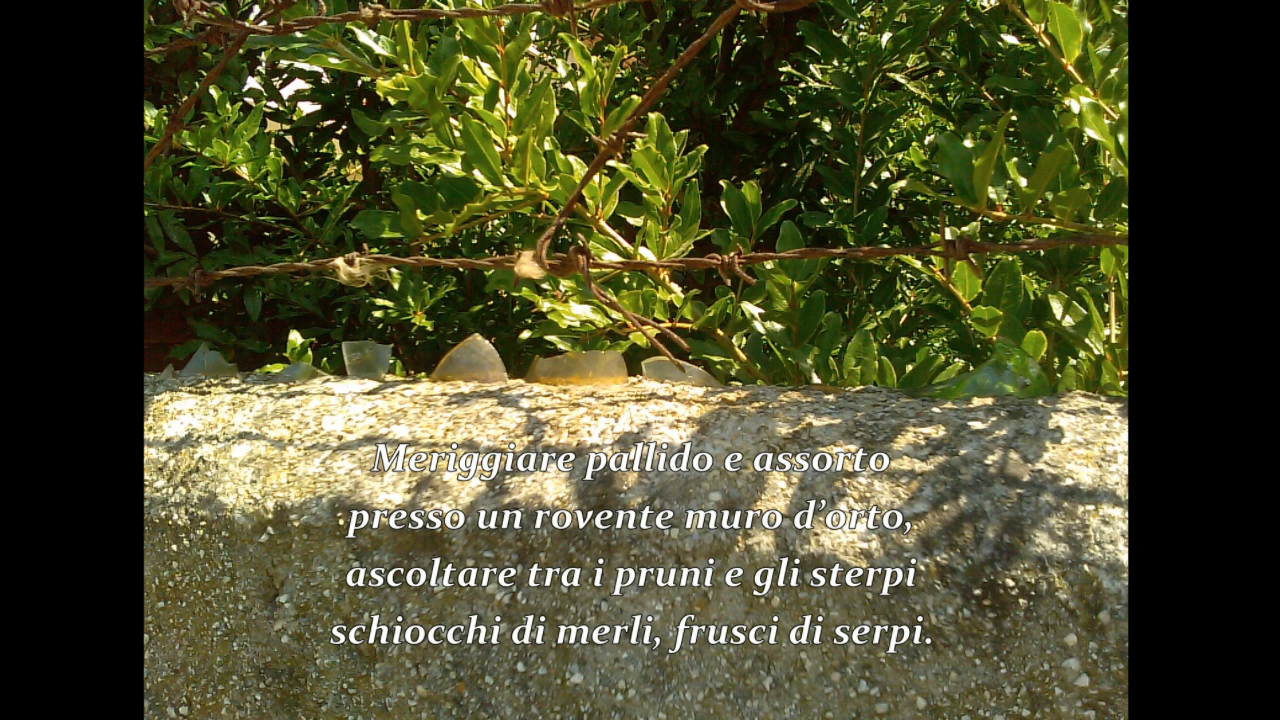 Meriggiare pallido e assorto
presso un rovente muro d’orto,
ascoltare tra i pruni e gli sterpi
schiocchi di merli, frusci di serpi.